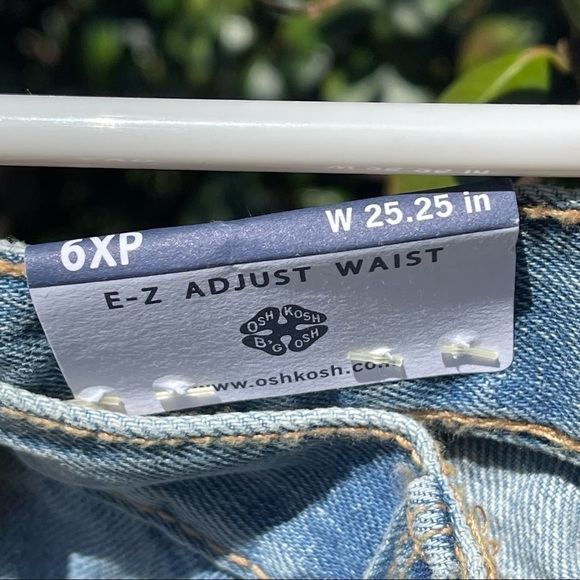 6XP W 25.25 in
E-Z ADJUST WAIST
OSH KOSH
B'GOSH
www.oshkosh.com